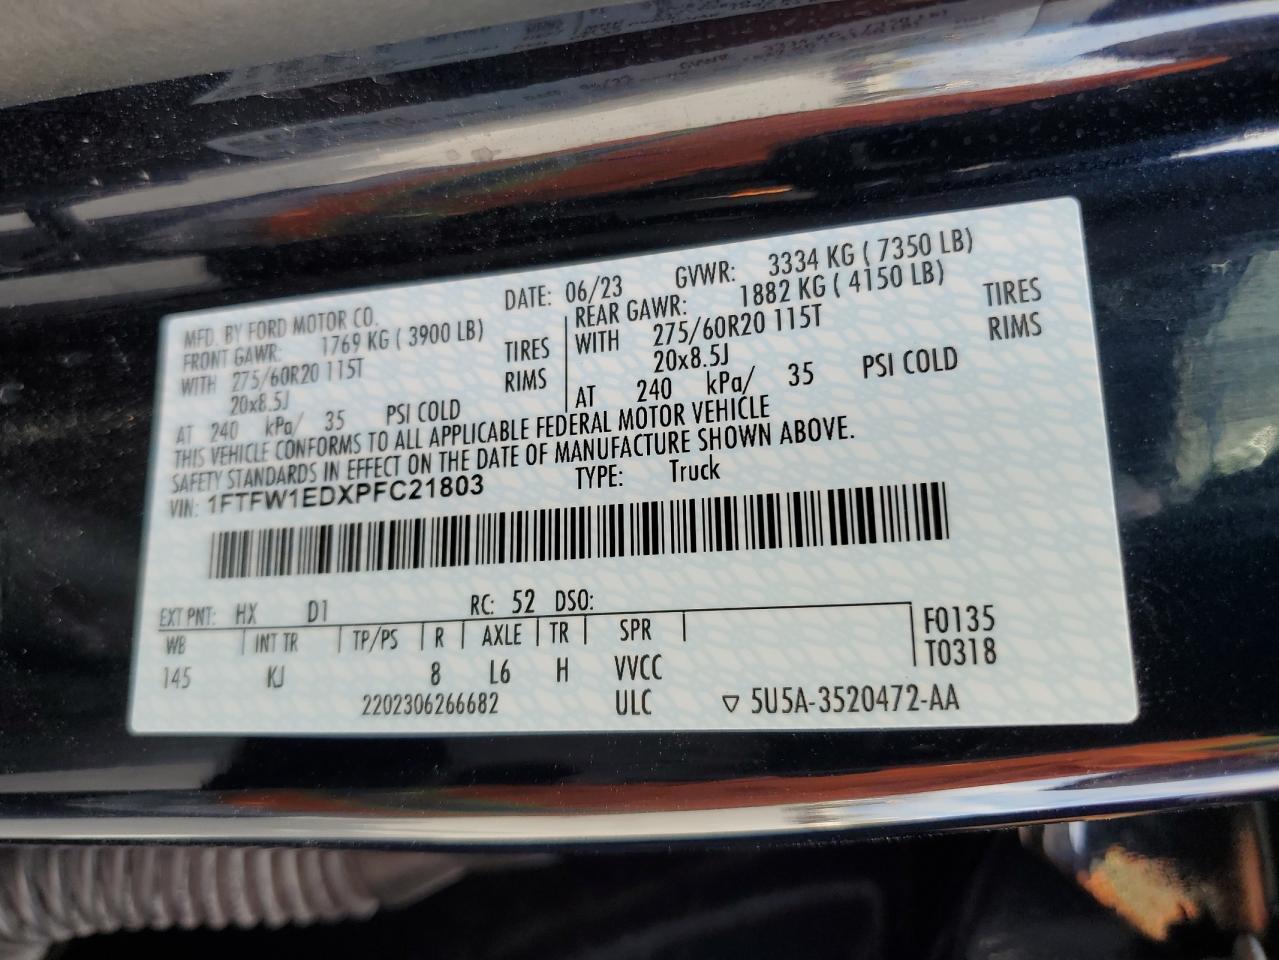 MFD. BY FORD MOTOR CO.
DATE: 06/23 GVWR: 3334 KG ( 7350 LB)
FRONT GAWR: 1769 KG ( 3900 LB)
WITH 275/60R20 115T TIRES
20x8.5J RIMS
AT 240 kPa/ 35 PSI COLD
REAR GAWR: 1882 KG ( 4150 LB)
WITH 275/60R20 115T TIRES
20x8.5J RIMS
AT 240 kPa/ 35 PSI COLD
THIS VEHICLE CONFORMS TO ALL APPLICABLE FEDERAL MOTOR VEHICLE
SAFETY STANDARDS IN EFFECT ON THE DATE OF MANUFACTURE SHOWN ABOVE.
VIN: 1FTFW1EDXPFC21803 TYPE: Truck
EXT PNT: HX D1 RC: 52 DSO:
WB INT TR TP/PS R AXLE TR SPR F0135
145 KJ 8 L6 H VVCC T0318
2202306266682 ULC ▽ 5U5A-3520472-AA